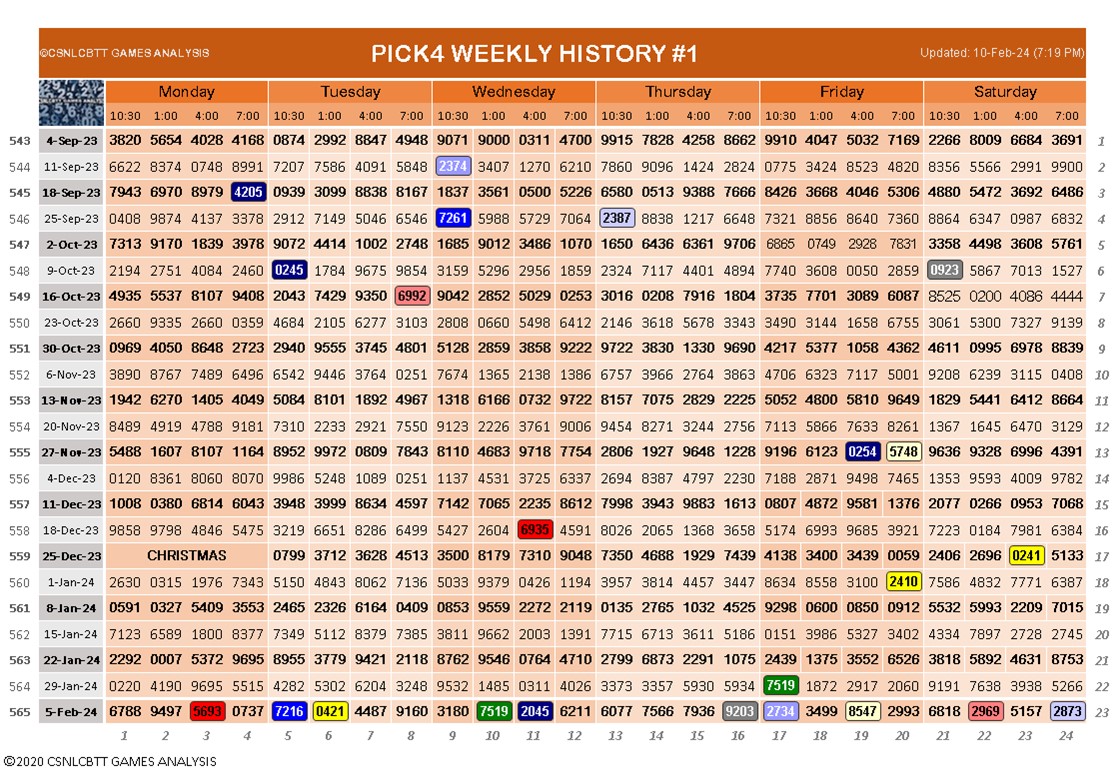 ©CSNLCBTT GAMES ANALYSIS PICK4 WEEKLY HISTORY #1 Updated: 10-Feb-24 (7:19 PM)
Monday Tuesday Wednesday Thursday Friday Saturday
10:30 1:00 4:00 7:00 10:30 1:00 4:00 7:00 10:30 1:00 4:00 7:00 10:30 1:00 4:00 7:00 10:30 1:00 4:00 7:00 10:30 1:00 4:00 7:00
543 4-Sep-23 3820 5654 4028 4168 0874 2992 8847 4948 9071 9000 0311 4700 9915 7828 4258 8662 9910 4047 5032 7169 2266 8009 6684 3691 1
544 11-Sep-23 6622 8374 0748 8991 7207 7586 4091 5848 2374 3407 1270 6210 7860 9096 1424 2824 0775 3424 8523 4820 8356 5566 2991 9900 2
545 18-Sep-23 7943 6970 8979 4205 0939 3099 8838 8167 1837 3561 0500 5226 6580 0513 9388 7666 8426 3668 4046 5306 4880 5472 3692 6486 3
546 25-Sep-23 0408 9874 4137 3378 2912 7149 5046 6546 7261 5988 5729 7064 2387 8838 1217 6648 7321 8856 8640 7360 8864 6347 0987 6832 4
547 2-Oct-23 7313 9170 1839 3978 9072 4414 1002 2748 1685 9012 3486 1070 1650 6436 6361 9706 6865 0749 2928 7831 3358 4498 3608 5761 5
548 9-Oct-23 2194 2751 4084 2460 0245 1784 9675 9854 3159 5296 2956 1859 2324 7117 4401 4894 7740 3608 0050 2859 0923 5867 7013 1527 6
549 16-Oct-23 4935 5537 8107 9408 2043 7429 9350 6992 9042 2852 5029 0253 3016 0208 7916 1804 3735 7701 3089 6087 8525 0200 4086 4444 7
550 23-Oct-23 2660 9335 2660 0359 4684 2105 6277 3103 2808 0660 5498 6412 2146 3618 5678 3343 3490 3144 1658 6755 3061 5300 7327 9139 8
551 30-Oct-23 0969 4050 8648 2723 2940 9555 3745 4801 5128 2859 3858 9222 9722 3830 1330 9690 4217 5377 1058 4362 4611 0995 6978 8839 9
552 6-Nov-23 3890 8767 7489 6496 6542 9446 3764 0251 7674 1365 2138 1386 6757 3966 2764 3863 4706 6323 7117 5001 9208 6239 3115 0408 10
553 13-Nov-23 1942 6270 1405 4049 5084 8101 1892 4967 1318 6166 0732 9722 8157 7075 2829 2225 5052 4800 5810 9649 1829 5441 6412 8664 11
554 20-Nov-23 8489 4919 4788 9181 7310 2233 2921 7550 9123 2226 3761 9006 9454 8271 3244 2756 7113 5866 7633 8261 1367 1645 6470 3129 12
555 27-Nov-23 5488 1607 8107 1164 8952 9972 0809 7843 8110 4683 9718 7754 2806 1927 9648 1228 9196 6123 0254 5748 9636 9328 6996 4391 13
556 4-Dec-23 0120 8361 8060 8070 9986 5248 1089 0251 1137 4531 3725 6337 2694 8387 4797 2230 7188 2871 9498 7465 1353 9593 4009 9782 14
557 11-Dec-23 1008 0380 6814 6043 3948 3999 8634 4597 7142 7065 2235 8612 7998 3943 9883 1613 0807 4872 9581 1376 2077 0266 0953 7068 15
558 18-Dec-23 9858 9798 4846 5475 3219 6651 8286 6499 5427 2604 6935 4591 8026 2065 1368 3658 5174 6993 9685 3921 7223 0184 7981 6384 16
559 25-Dec-23 CHRISTMAS 0799 3712 3628 4513 3500 8179 7310 9048 7350 4688 1929 7439 4138 3400 3439 0059 2406 2696 0241 5133 17
560 1-Jan-24 2630 0315 1976 7343 5150 4843 8062 7136 5033 9379 0426 1194 3957 3814 4457 3447 8634 8558 3100 2410 7586 4832 7771 6387 18
561 8-Jan-24 0591 0327 5409 3553 2465 2326 6164 0409 0853 9559 2272 2119 0135 2765 1032 4525 9298 0600 0850 0912 5532 5993 2209 7015 19
562 15-Jan-24 7123 6589 1800 8377 7349 5112 8379 7385 3811 9662 2003 1391 7715 6713 3611 5186 0151 3986 5327 3402 4334 7897 2728 2745 20
563 22-Jan-24 2292 0007 5372 9695 8955 3779 9421 2118 8762 9546 0764 4710 2799 6873 2291 1075 2439 1375 3552 6526 3818 5892 4631 8753 21
564 29-Jan-24 0220 4190 9695 5515 4282 5302 6204 3248 9532 1485 0311 4026 3373 3357 5930 5934 7519 1872 2917 2060 9191 7638 3938 5266 22
565 5-Feb-24 6788 9497 5693 0737 7216 0421 4487 9160 3180 7519 2045 6211 6077 7566 7936 9203 2734 3499 8547 2993 6818 2969 5157 2873 23
1 2 3 4 5 6 7 8 9 10 11 12 13 14 15 16 17 18 19 20 21 22 23 24
©2020 CSNLCBTT GAMES ANALYSIS